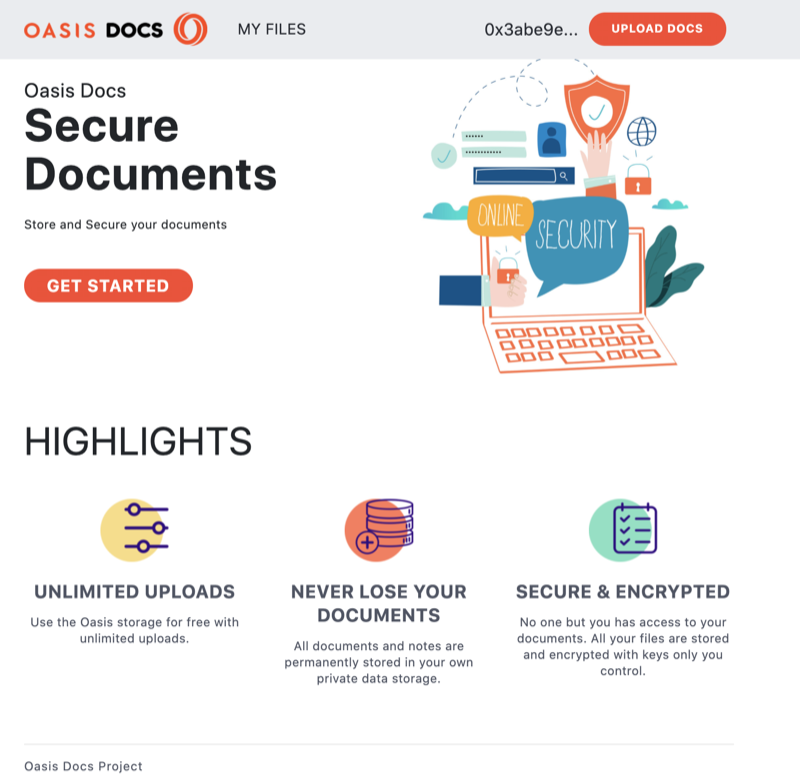 OASIS DOCS
MY FILES
0x3abe9e...
UPLOAD DOCS
Oasis Docs
Secure
Documents
Store and Secure your documents
GET STARTED
ONLINE
SECURITY
HIGHLIGHTS
UNLIMITED UPLOADS
Use the Oasis storage for free with
unlimited uploads.
NEVER LOSE YOUR
DOCUMENTS
All documents and notes are
permanently stored in your own
private data storage.
SECURE & ENCRYPTED
No one but you has access to your
documents. All your files are stored
and encrypted with keys only you
control.
Oasis Docs Project